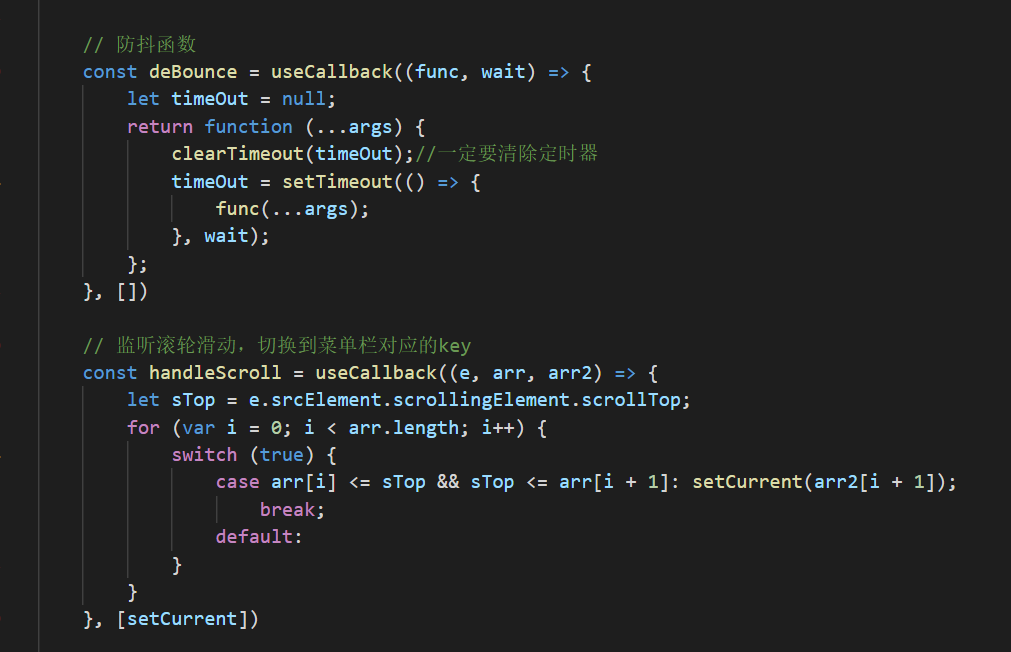 // 防抖函数
const deBounce = useCallback((func, wait) => {
    let timeOut = null;
    return function (...args) {
        clearTimeout(timeOut);//一定要清除定时器
        timeOut = setTimeout(() => {
            func(...args);
        }, wait);
    };
}, [])

// 监听滚轮滑动，切换到菜单栏对应的key
const handleScroll = useCallback((e, arr, arr2) => {
    let sTop = e.srcElement.scrollingElement.scrollTop;
    for (var i = 0; i < arr.length; i++) {
        switch (true) {
            case arr[i] <= sTop && sTop <= arr[i + 1]: setCurrent(arr2[i + 1]);
                break;
            default:
        }
    }
}, [setCurrent])